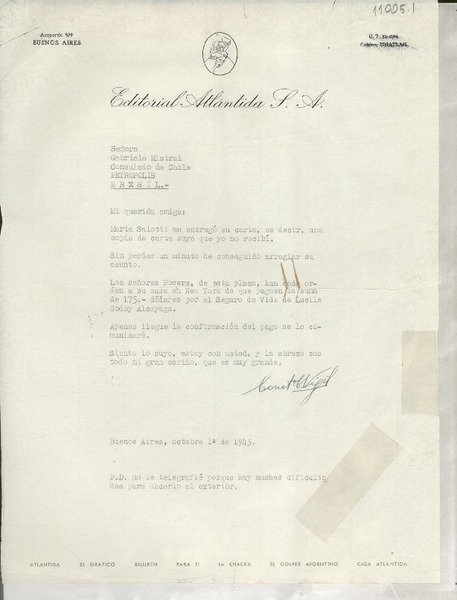 11005.1
Azopardo 579
BUENOS AIRES
Editorial Atlántida S. A.
Señora
Gabriela Mistral
Consulado de Chile
PETROPOLIS
BRESIL.-
Mi querida amiga:
Marta Salotti me entragó su carta, es decir, una
copia de carta suya que yo no recibí.
Sin perder un minuto he conseguido arreglar su
asunto.
Los señores Powers, de esta plaza, han dado or-
den a su casa eh New York de que paguen la suma
de 175.- dólares por el Seguro de Vida de Lucila
Godoy Alcayaga.
Apenas llegue la confirmación del pago se lo co-
municaré.
Siento lo suyo, estoy con usted, y la abrazo con
todo mi gran cariño, que es muy grande.
Const. C. Vigil
Buenos Aires, Octubre 1º de 1943.
P.D. No le telegrafié porque hay muchas dificulta
des para hacerlo al exterior.
ATLANTIDA EL GRAFICO BILLIKEN PARA TI LA CHACRA EL GOLFER ARGENTINO CASA ATLANTIDA